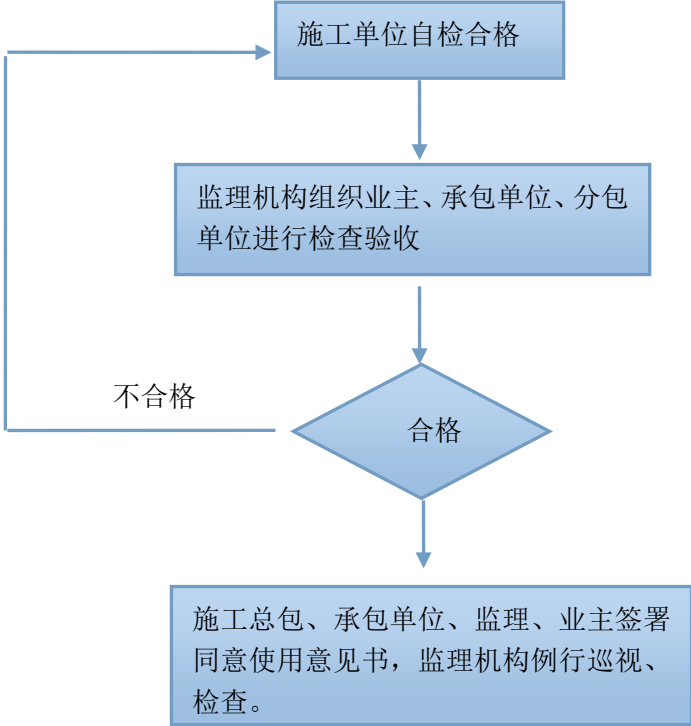 施工单位自检合格
监理机构组织业主、承包单位、分包
单位进行检查验收
不合格
合格
施工总包、承包单位、监理、业主签署
同意使用意见书，监理机构例行巡视、
检查。